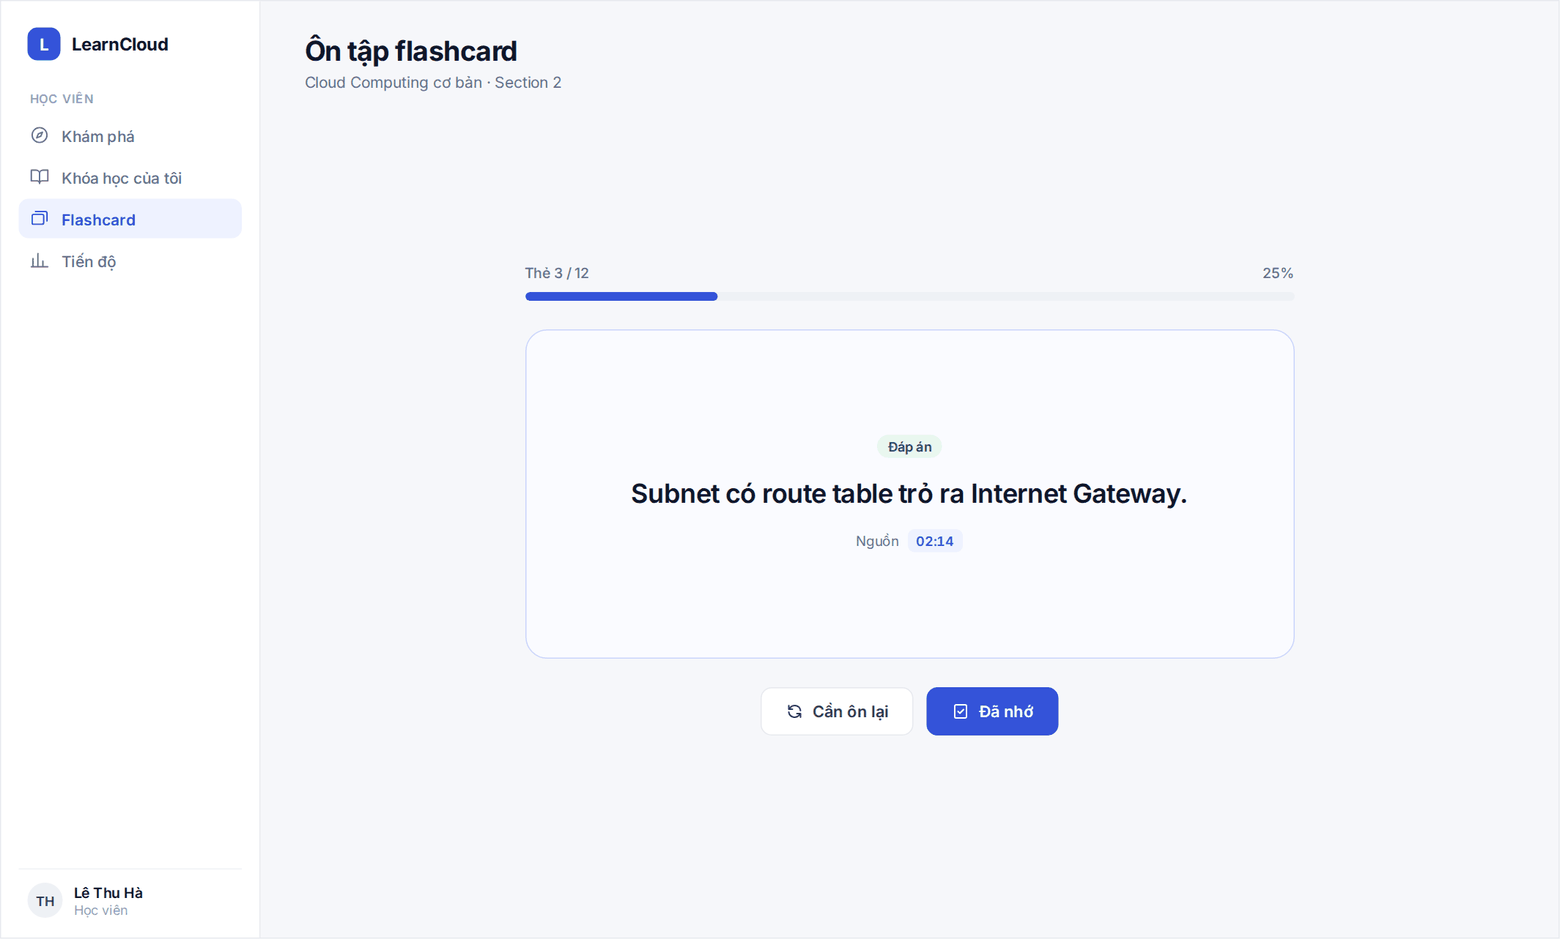 L LearnCloud
HỌC VIÊN
Khám phá
Khóa học của tôi
Flashcard
Tiến độ
TH
Lê Thu Hà
Học viên
Ôn tập flashcard
Cloud Computing cơ bản · Section 2
Thẻ 3 / 12 25%
Đáp án
Subnet có route table trỏ ra Internet Gateway.
Nguồn 02:14
Cần ôn lại Đã nhớ